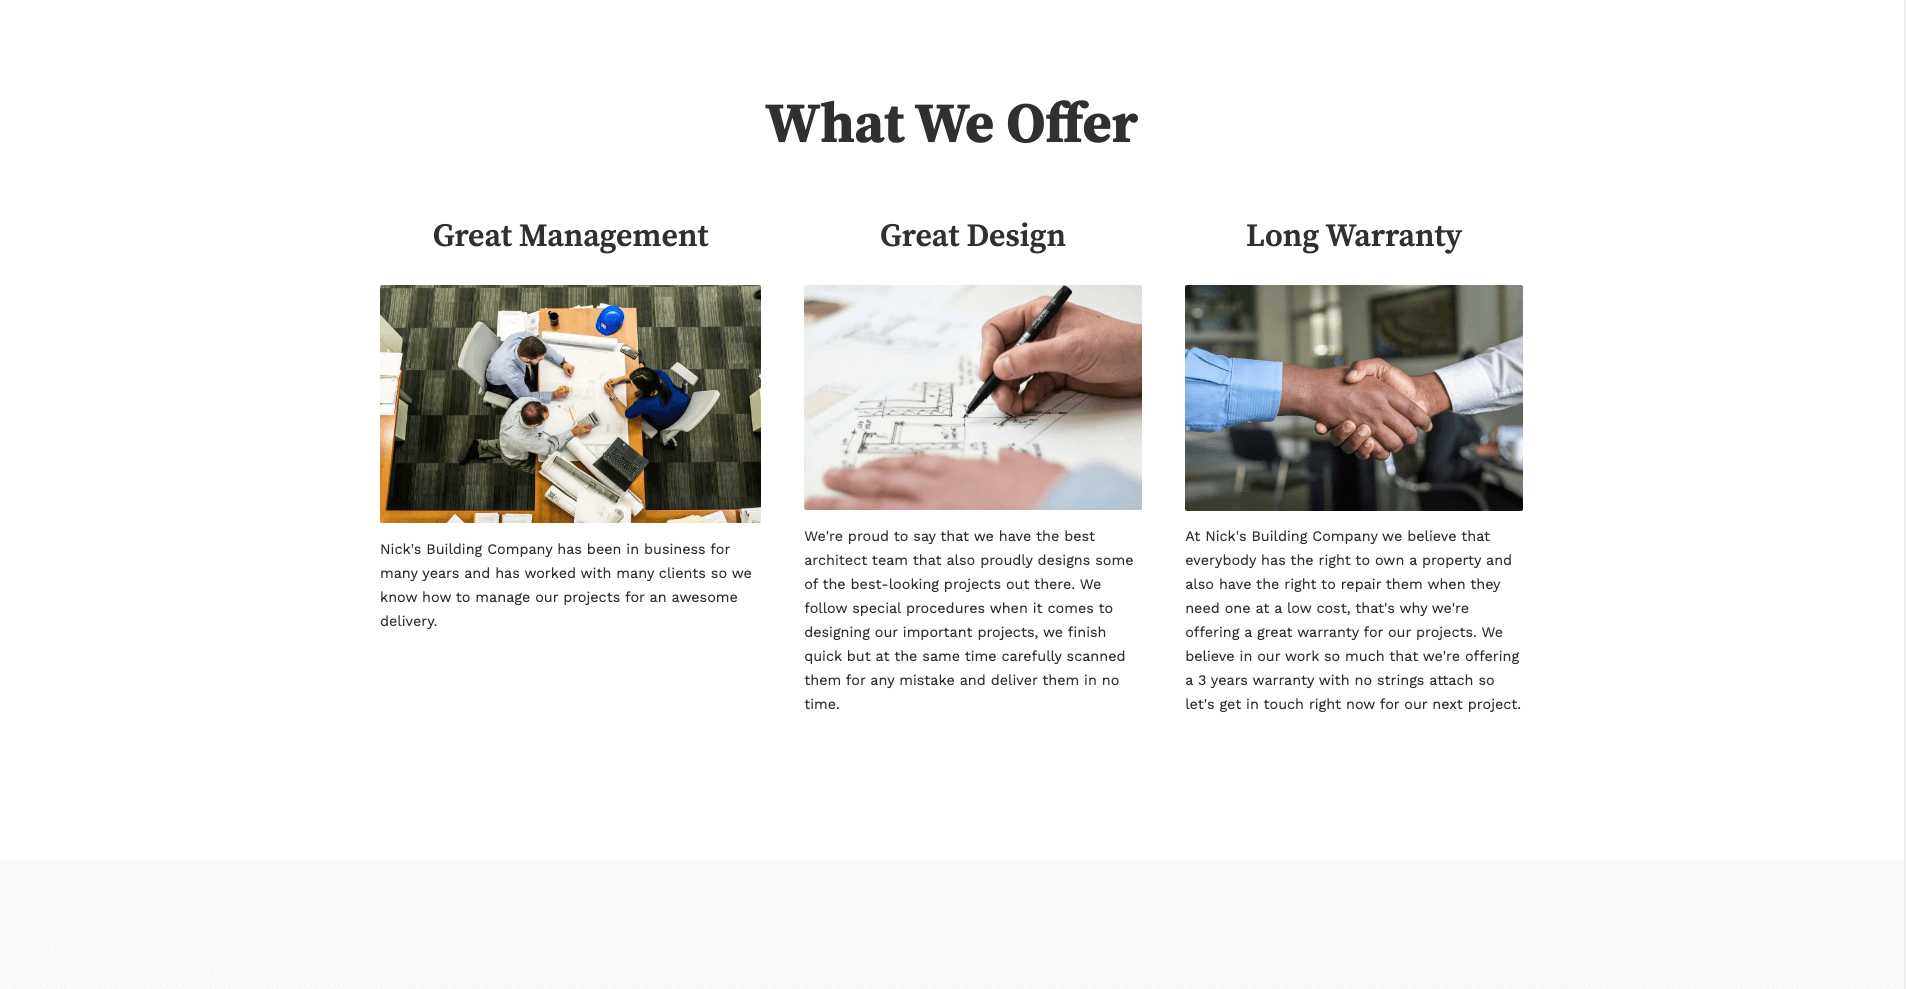 What We Offer
Great Management
Nick's Building Company has been in business for
many years and has worked with many clients so we
know how to manage our projects for an awesome
delivery.
Great Design
We're proud to say that we have the best
architect team that also proudly designs some
of the best-looking projects out there. We
follow special procedures when it comes to
designing our important projects, we finish
quick but at the same time carefully scanned
them for any mistake and deliver them in no
time.
Long Warranty
At Nick's Building Company we believe that
everybody has the right to own a property and
also have the right to repair them when they
need one at a low cost, that's why we're
offering a great warranty for our projects. We
believe in our work so much that we're offering
a 3 years warranty with no strings attach so
let's get in touch right now for our next project.